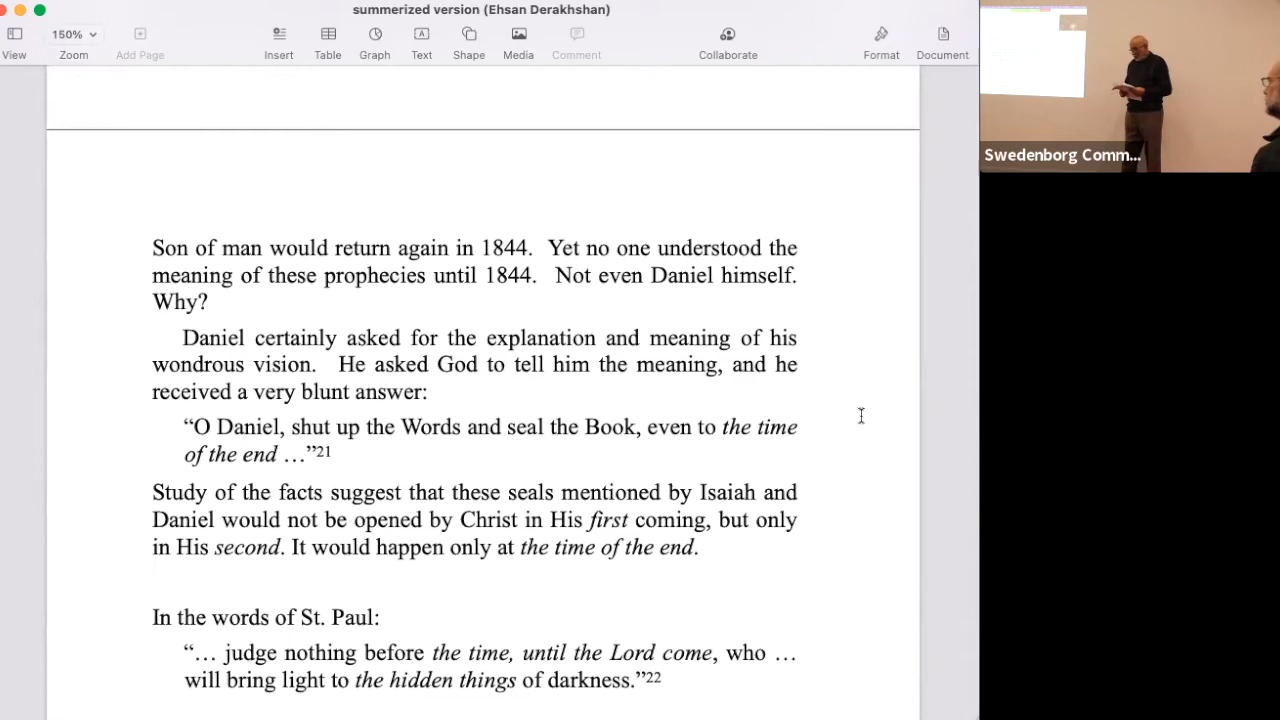 summerized version (Ehsan Derakhshan)
150%
View
Zoom
Add Page
Insert
Table
Graph
Text
Shape
Media
Comment
Collaborate
Format
Document
Swedenborg Comm...
Son of man would return again in 1844. Yet no one understood the
meaning of these prophecies until 1844. Not even Daniel himself.
Why?
Daniel certainly asked for the explanation and meaning of his
wondrous vision. He asked God to tell him the meaning, and he
received a very blunt answer:
“O Daniel, shut up the Words and seal the Book, even to the time
of the end …”21
Study of the facts suggest that these seals mentioned by Isaiah and
Daniel would not be opened by Christ in His first coming, but only
in His second. It would happen only at the time of the end.
In the words of St. Paul:
“… judge nothing before the time, until the Lord come, who …
will bring light to the hidden things of darkness.”22